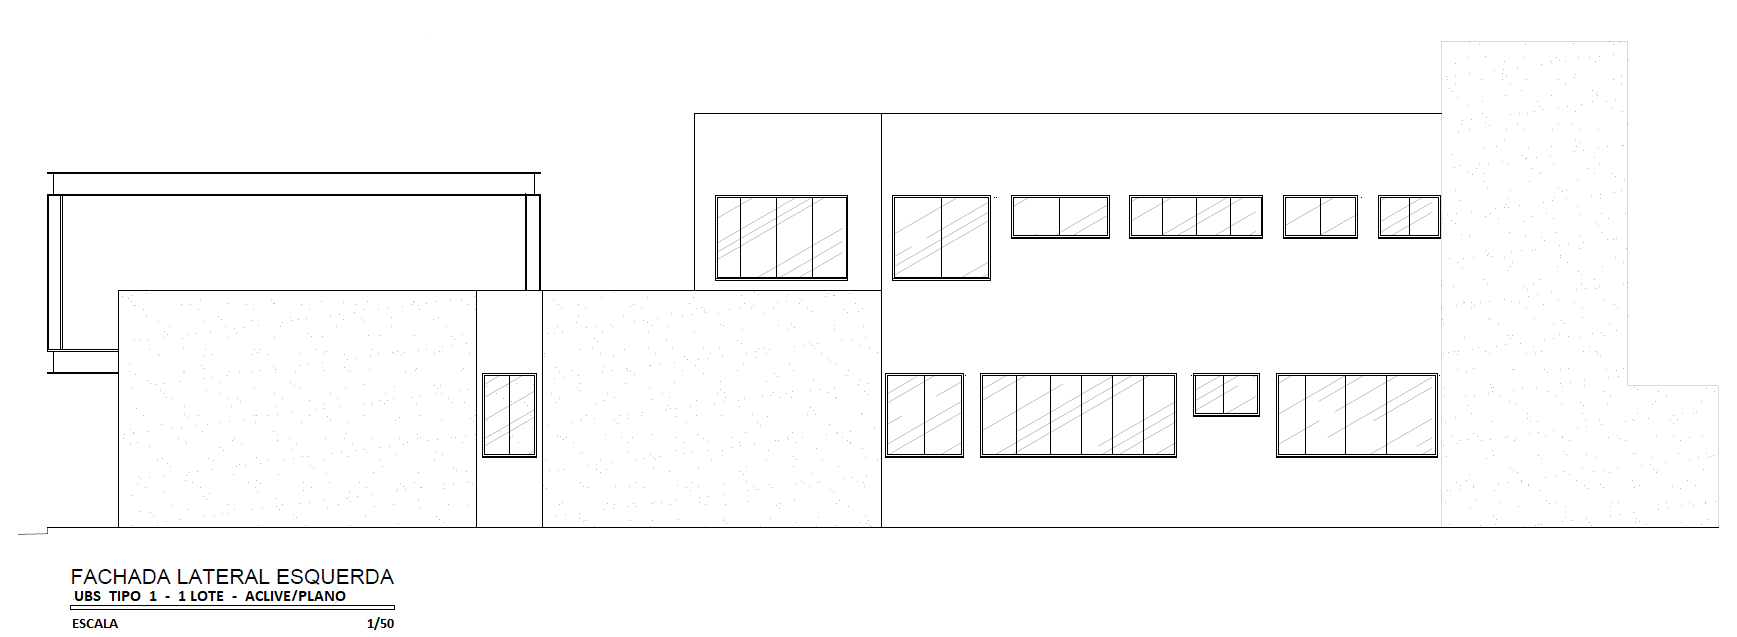 FACHADA LATERAL ESQUERDA
UBS TIPO 1 - 1 LOTE - ACLIVE/PLANO
ESCALA 1/50